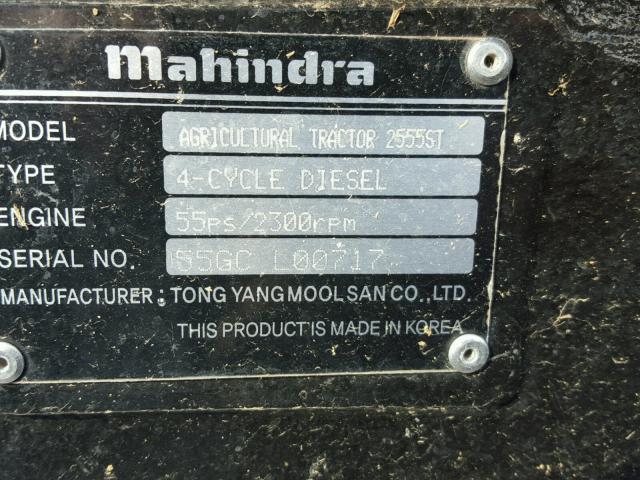 mahindra
MODEL AGRICULTURAL TRACTOR 2555ST
TYPE 4-CYCLE DIESEL
ENGINE 55ps/2300rpm
SERIAL NO. 55GC L00717
MANUFACTURER : TONG YANG MOOLSAN CO., LTD.
THIS PRODUCT IS MADE IN KOREA